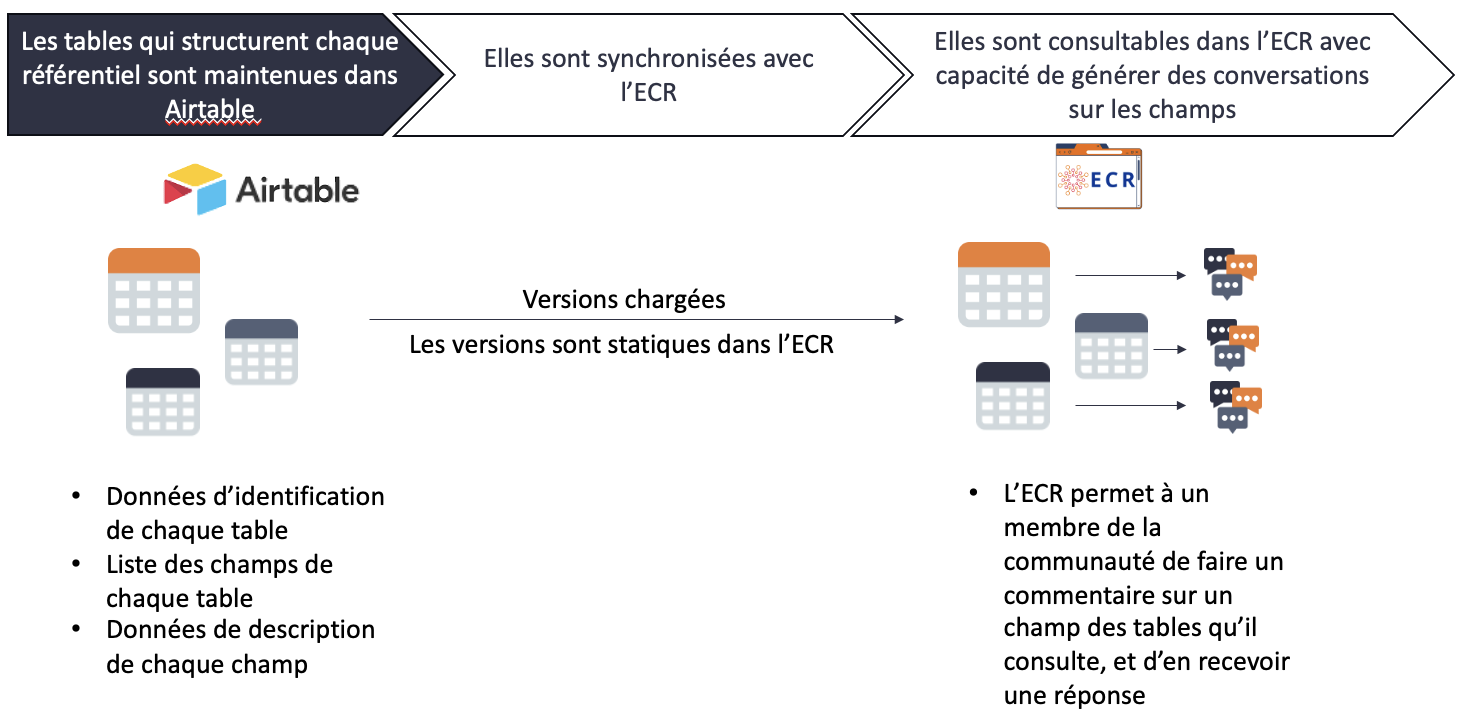 Les tables qui structurent chaque
référentiel sont maintenues dans
Airtable
Elles sont synchronisées avec
l’ECR
Elles sont consultables dans l’ECR avec
capacité de générer des conversations
sur les champs
Airtable
ECR
Versions chargées
Les versions sont statiques dans l’ECR
• Données d’identification
de chaque table
• Liste des champs de
chaque table
• Données de description
de chaque champ
• L’ECR permet à un
membre de la
communauté de faire un
commentaire sur un
champ des tables qu’il
consulte, et d’en recevoir
une réponse